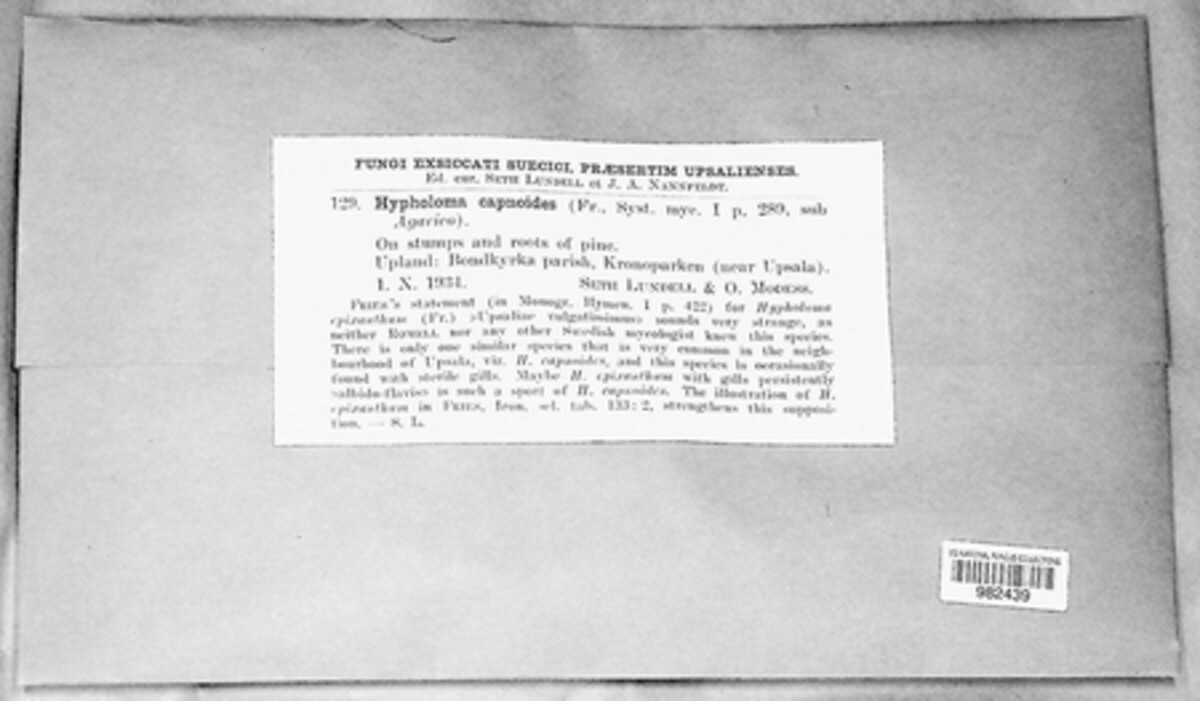 FUNGI EXSICCATI SUECICI, PRÆSERTIM UPSALIENSES.
Ed. cur. SETH LUNDELL et J. A. NANNFELDT.
129. Hypholoma capnoides (Fr., Syst. myc. I p. 289, sub
Agarico).
On stumps and roots of pine.
Upland: Bondkyrka parish, Kronoparken (near Upsala).
1. X. 1934. SETH LUNDELL & O. MODESS.
FRIES's statement (in Monogr. Hymen. I p. 422) for Hypholoma
epixanthum (Fr.) »Upsaliæ vulgatissimum» sounds very strange, as
neither ROMELL nor any other Swedish mycologist knew this species.
There is only one similar species that is very common in the neigh-
bourhood of Upsala, viz. H. capnoides, and this species is occasionally
found with sterile gills. Maybe H. epixanthum with gills persistently
»albido-flavis» is such a sport of H. capnoides. The illustration of H.
epixanthum in FRIES, Icon. sel. tab. 133: 2, strengthens this supposi-
tion. — S. L.
982439